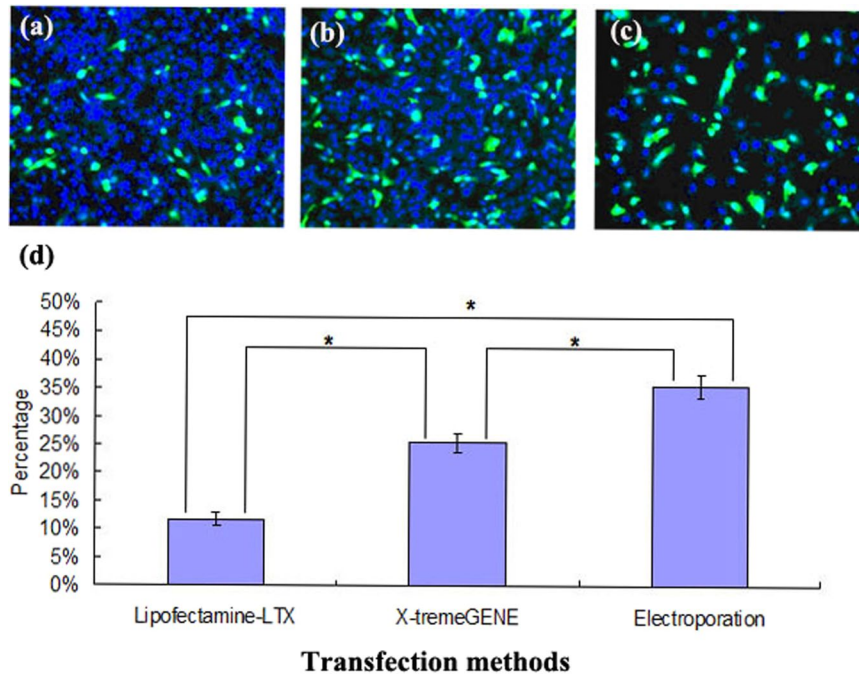 (a)
(b)
(c)
(d)
50%
45%
40%
35%
30%
25%
20%
15%
10%
5%
0%
Percentage
*
*
*
Lipofectamine-LTX
X-tremeGENE
Electroporation
Transfection methods